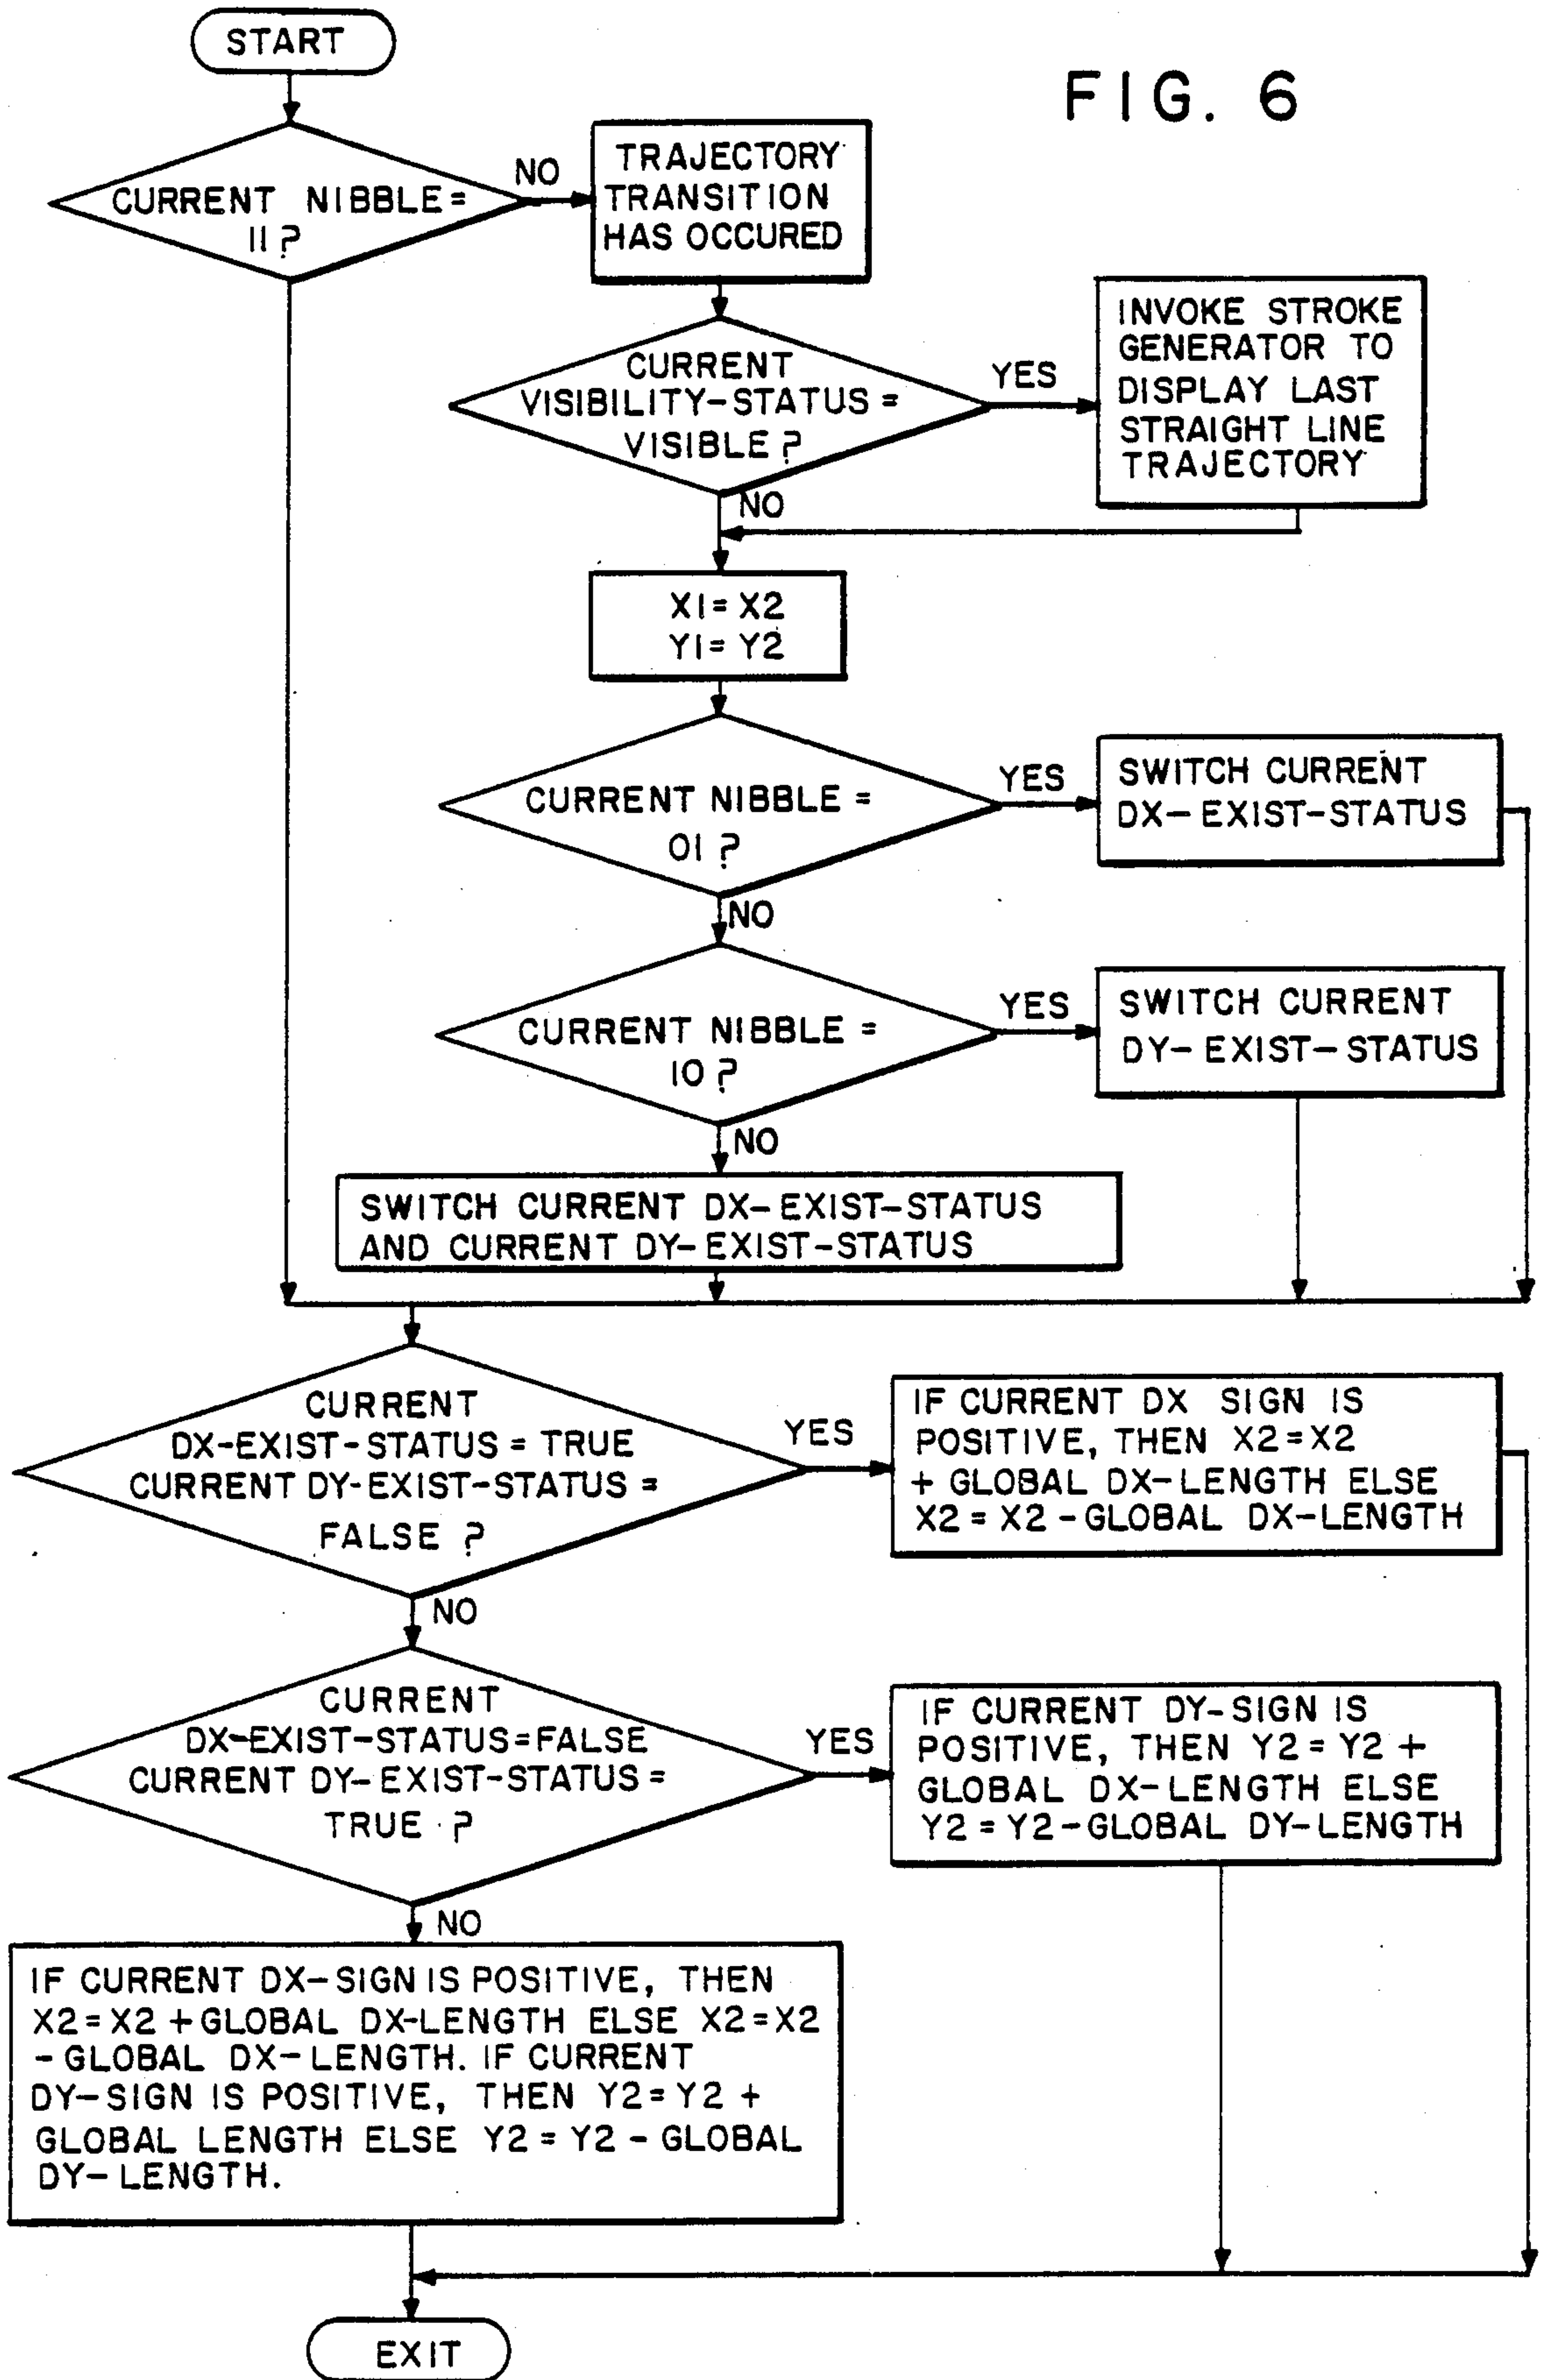 START
FIG. 6
CURRENT NIBBLE =
11 ?
NO
TRAJECTORY
TRANSITION
HAS OCCURED
CURRENT
VISIBILITY-STATUS =
VISIBLE ?
YES
INVOKE STROKE
GENERATOR TO
DISPLAY LAST
STRAIGHT LINE
TRAJECTORY
NO
X1 = X2
Y1 = Y2
CURRENT NIBBLE =
01 ?
YES
SWITCH CURRENT
DX-EXIST-STATUS
NO
CURRENT NIBBLE =
10 ?
YES
SWITCH CURRENT
DY-EXIST-STATUS
NO
SWITCH CURRENT DX-EXIST-STATUS
AND CURRENT DY-EXIST-STATUS
CURRENT
DX-EXIST-STATUS = TRUE
CURRENT DY-EXIST-STATUS =
FALSE ?
YES
IF CURRENT DX SIGN IS
POSITIVE, THEN X2=X2
+ GLOBAL DX-LENGTH ELSE
X2 = X2 - GLOBAL DX-LENGTH
NO
CURRENT
DX-EXIST-STATUS=FALSE
CURRENT DY-EXIST-STATUS =
TRUE ?
YES
IF CURRENT DY-SIGN IS
POSITIVE, THEN Y2 = Y2 +
GLOBAL DX-LENGTH ELSE
Y2 = Y2 - GLOBAL DY-LENGTH
NO
IF CURRENT DX-SIGN IS POSITIVE, THEN
X2 = X2 + GLOBAL DX-LENGTH ELSE X2 = X2
- GLOBAL DX-LENGTH. IF CURRENT
DY-SIGN IS POSITIVE, THEN Y2 = Y2 +
GLOBAL LENGTH ELSE Y2 = Y2 - GLOBAL
DY-LENGTH.
EXIT